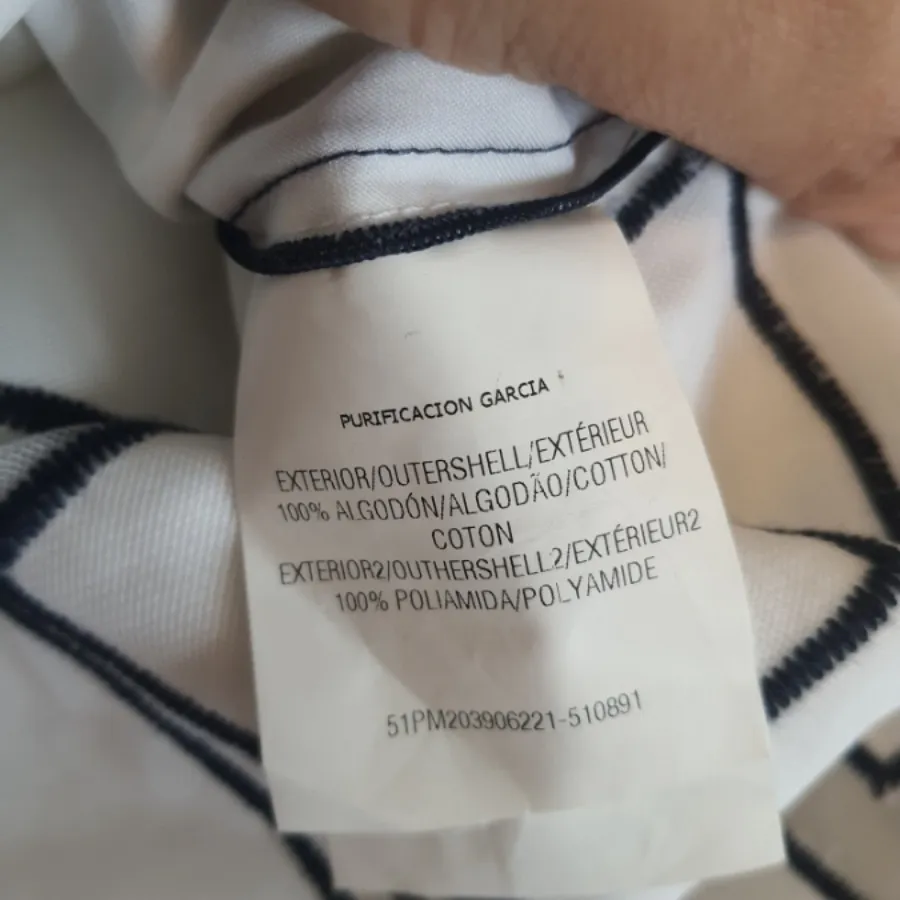 PURIFICACION GARCIA
EXTERIOR/OUTERSHELL/EXTÉRIEUR
100% ALGODÓN/ALGODÃO/COTTON/
COTON
EXTERIOR2/OUTHERSHELL2/EXTÉRIEUR2
100% POLIAMIDA/POLYAMIDE
51PM203906221-510891